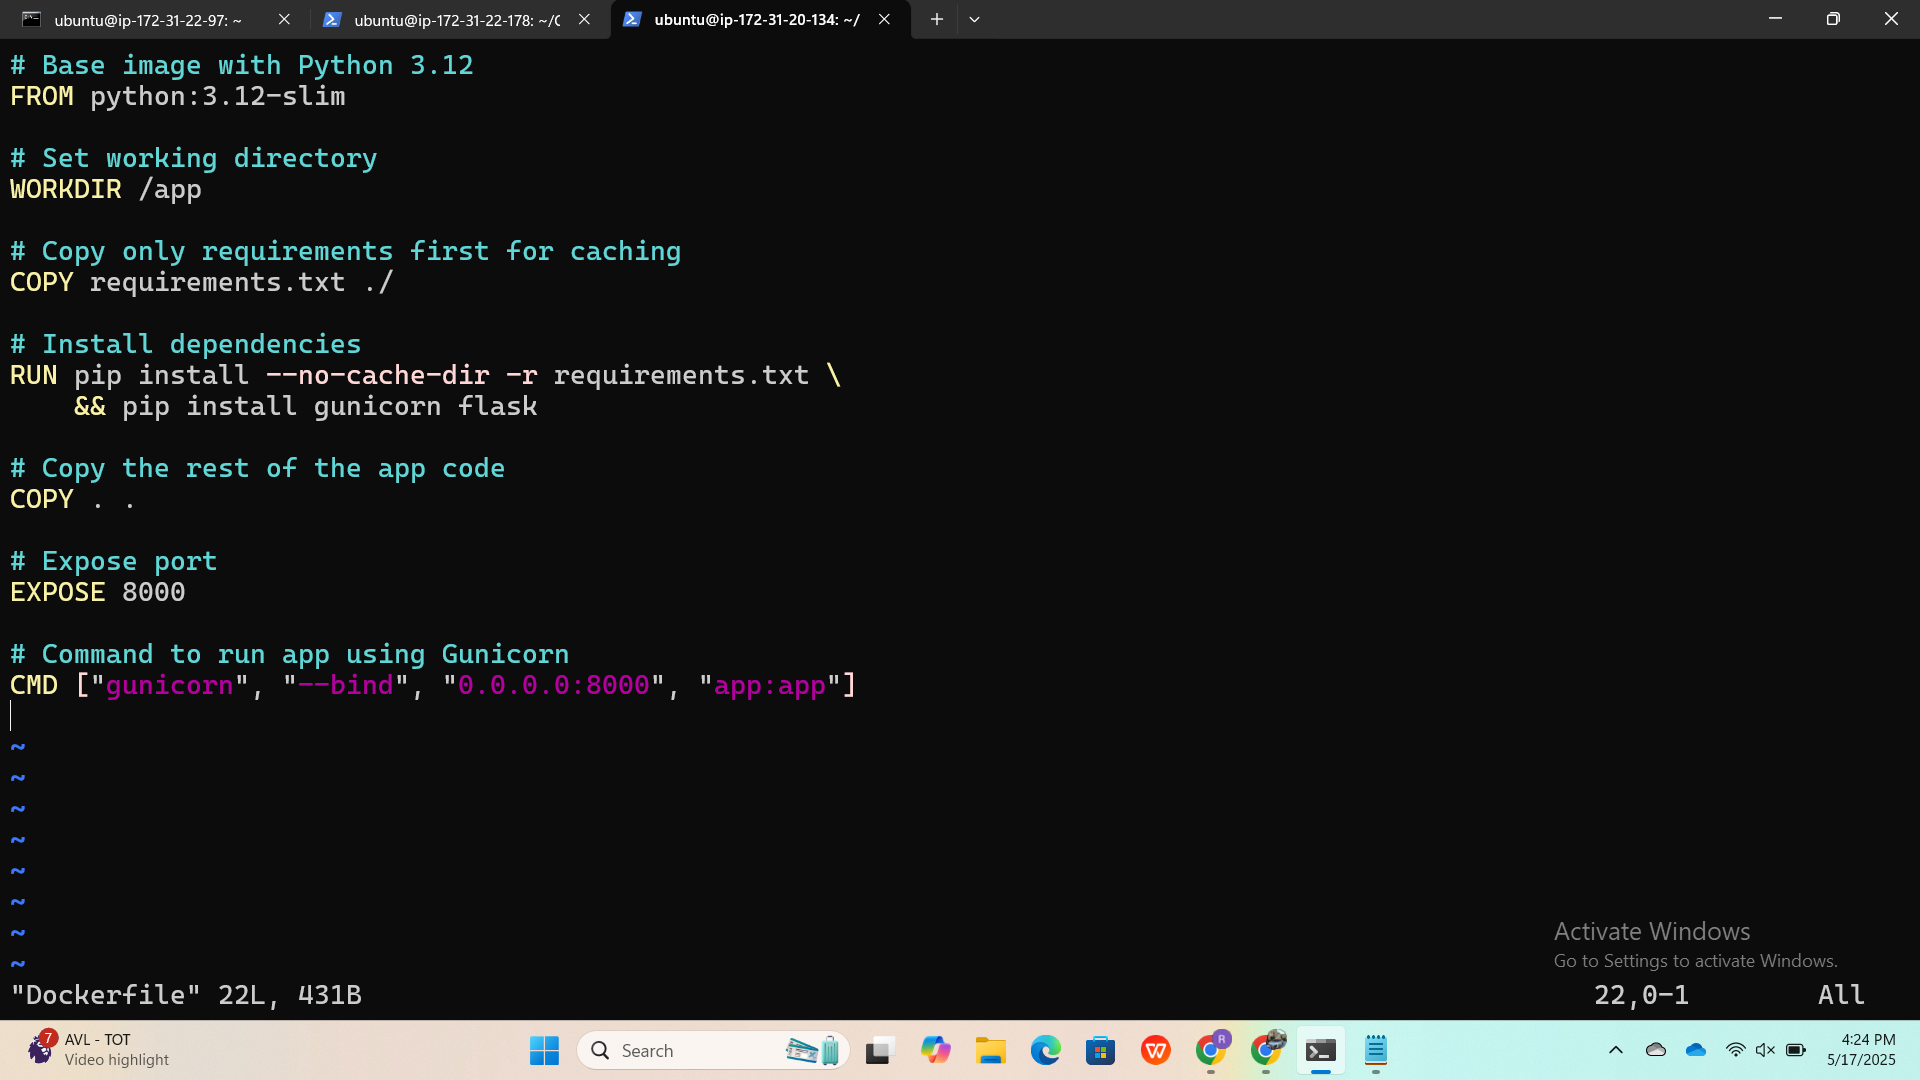 ubuntu@ip-172-31-22-97: ~
ubuntu@ip-172-31-22-178: ~/
ubuntu@ip-172-31-20-134: ~/
# Base image with Python 3.12
FROM python:3.12-slim
# Set working directory
WORKDIR /app
# Copy only requirements first for caching
COPY requirements.txt ./
# Install dependencies
RUN pip install --no-cache-dir -r requirements.txt \
&& pip install gunicorn flask
# Copy the rest of the app code
COPY . .
# Expose port
EXPOSE 8000
# Command to run app using Gunicorn
CMD ["gunicorn", "--bind", "0.0.0.0:8000", "app:app"]
~
~
~
~
~
~
~
~
Activate Windows
Go to Settings to activate Windows.
"Dockerfile" 22L, 431B 22,0-1 All
7
AVL - TOT
Video highlight
Search
R
4:24 PM
5/17/2025